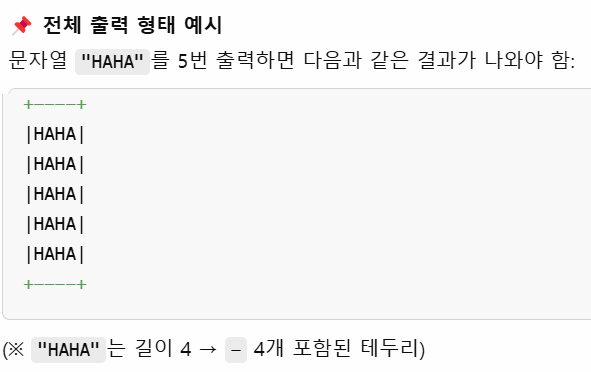 📌 전체 출력 형태 예시
문자열 "HAHA"를 5번 출력하면 다음과 같은 결과가 나와야 함:
+----+
|HAHA|
|HAHA|
|HAHA|
|HAHA|
|HAHA|
+----+
(※ "HAHA"는 길이 4 → - 4개 포함된 테두리)